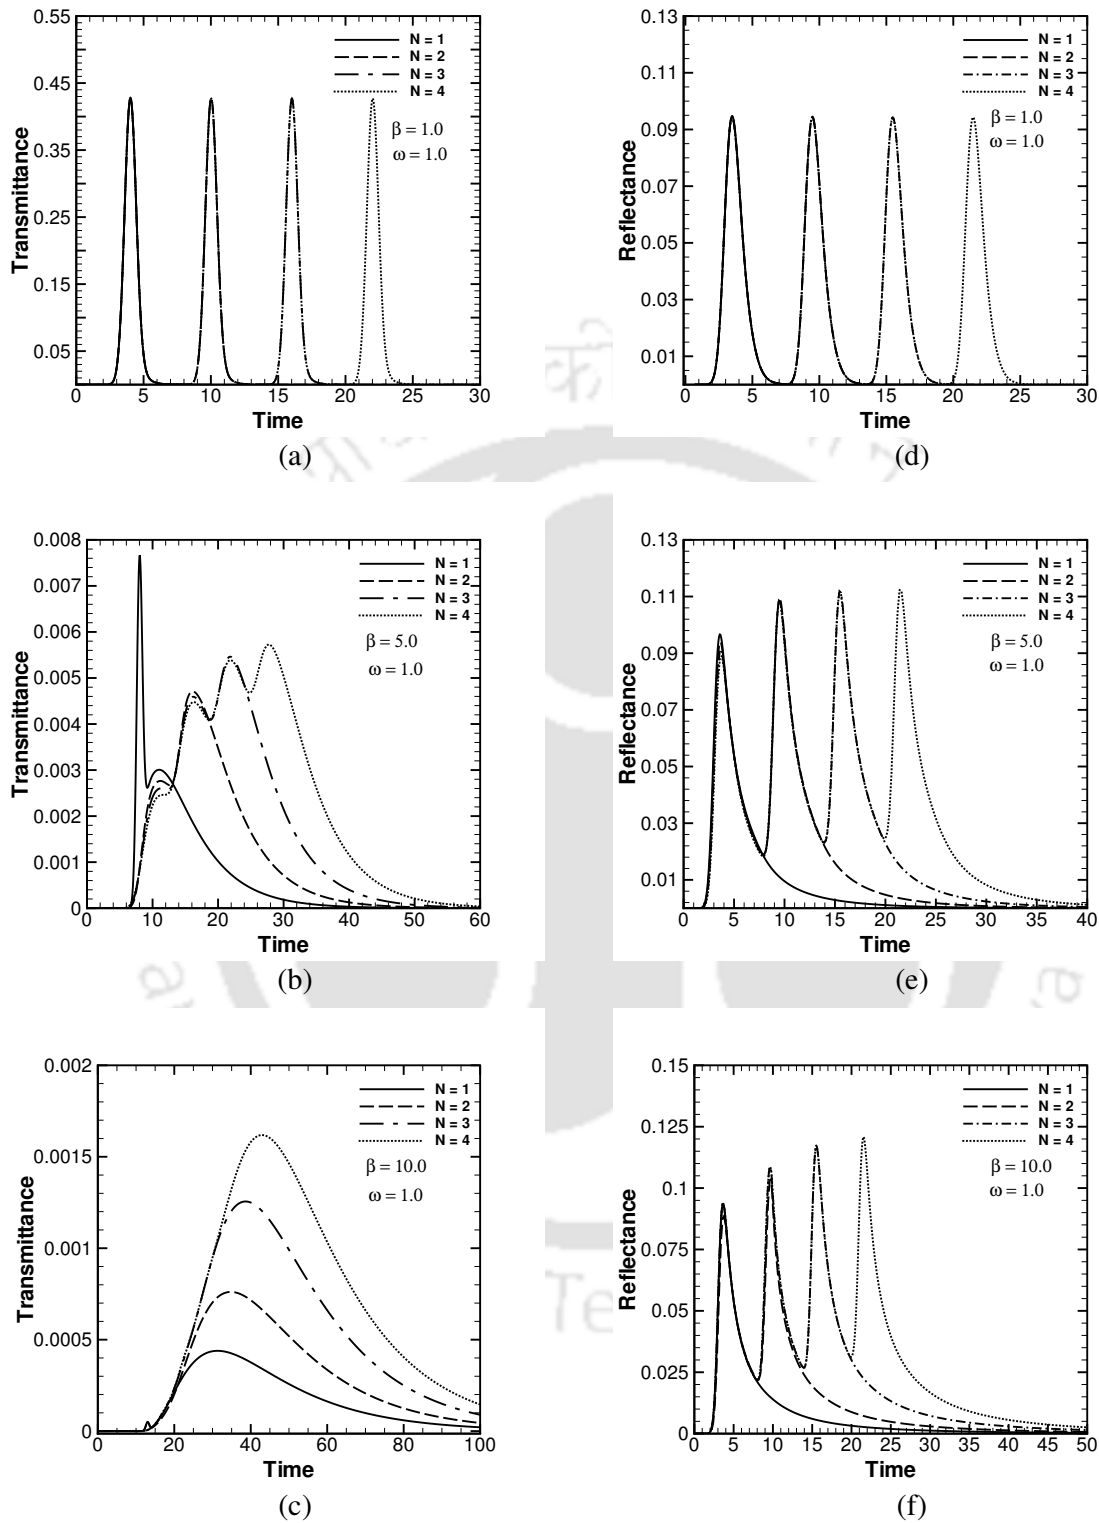 0.55
0.45
0.35
0.25
0.15
0.05
Transmittance
N = 1
N = 2
N = 3
N = 4
β = 1.0
ω = 1.0
0 5 10 15 20 25 30
Time
(a)
0.13
0.11
0.09
0.07
0.05
0.03
0.01
Reflectance
N = 1
N = 2
N = 3
N = 4
β = 1.0
ω = 1.0
0 5 10 15 20 25 30
Time
(d)
0.008
0.007
0.006
0.005
0.004
0.003
0.002
0.001
0
Transmittance
N = 1
N = 2
N = 3
N = 4
β = 5.0
ω = 1.0
0 10 20 30 40 50 60
Time
(b)
0.13
0.11
0.09
0.07
0.05
0.03
0.01
Reflectance
N = 1
N = 2
N = 3
N = 4
β = 5.0
ω = 1.0
0 5 10 15 20 25 30 35 40
Time
(e)
0.002
0.0015
0.001
0.0005
0
Transmittance
N = 1
N = 2
N = 3
N = 4
β = 10.0
ω = 1.0
0 20 40 60 80 100
Time
(c)
0.15
0.125
0.1
0.075
0.05
0.025
0
Reflectance
N = 1
N = 2
N = 3
N = 4
β = 10.0
ω = 1.0
0 5 10 15 20 25 30 35 40 45 50
Time
(f)
Te